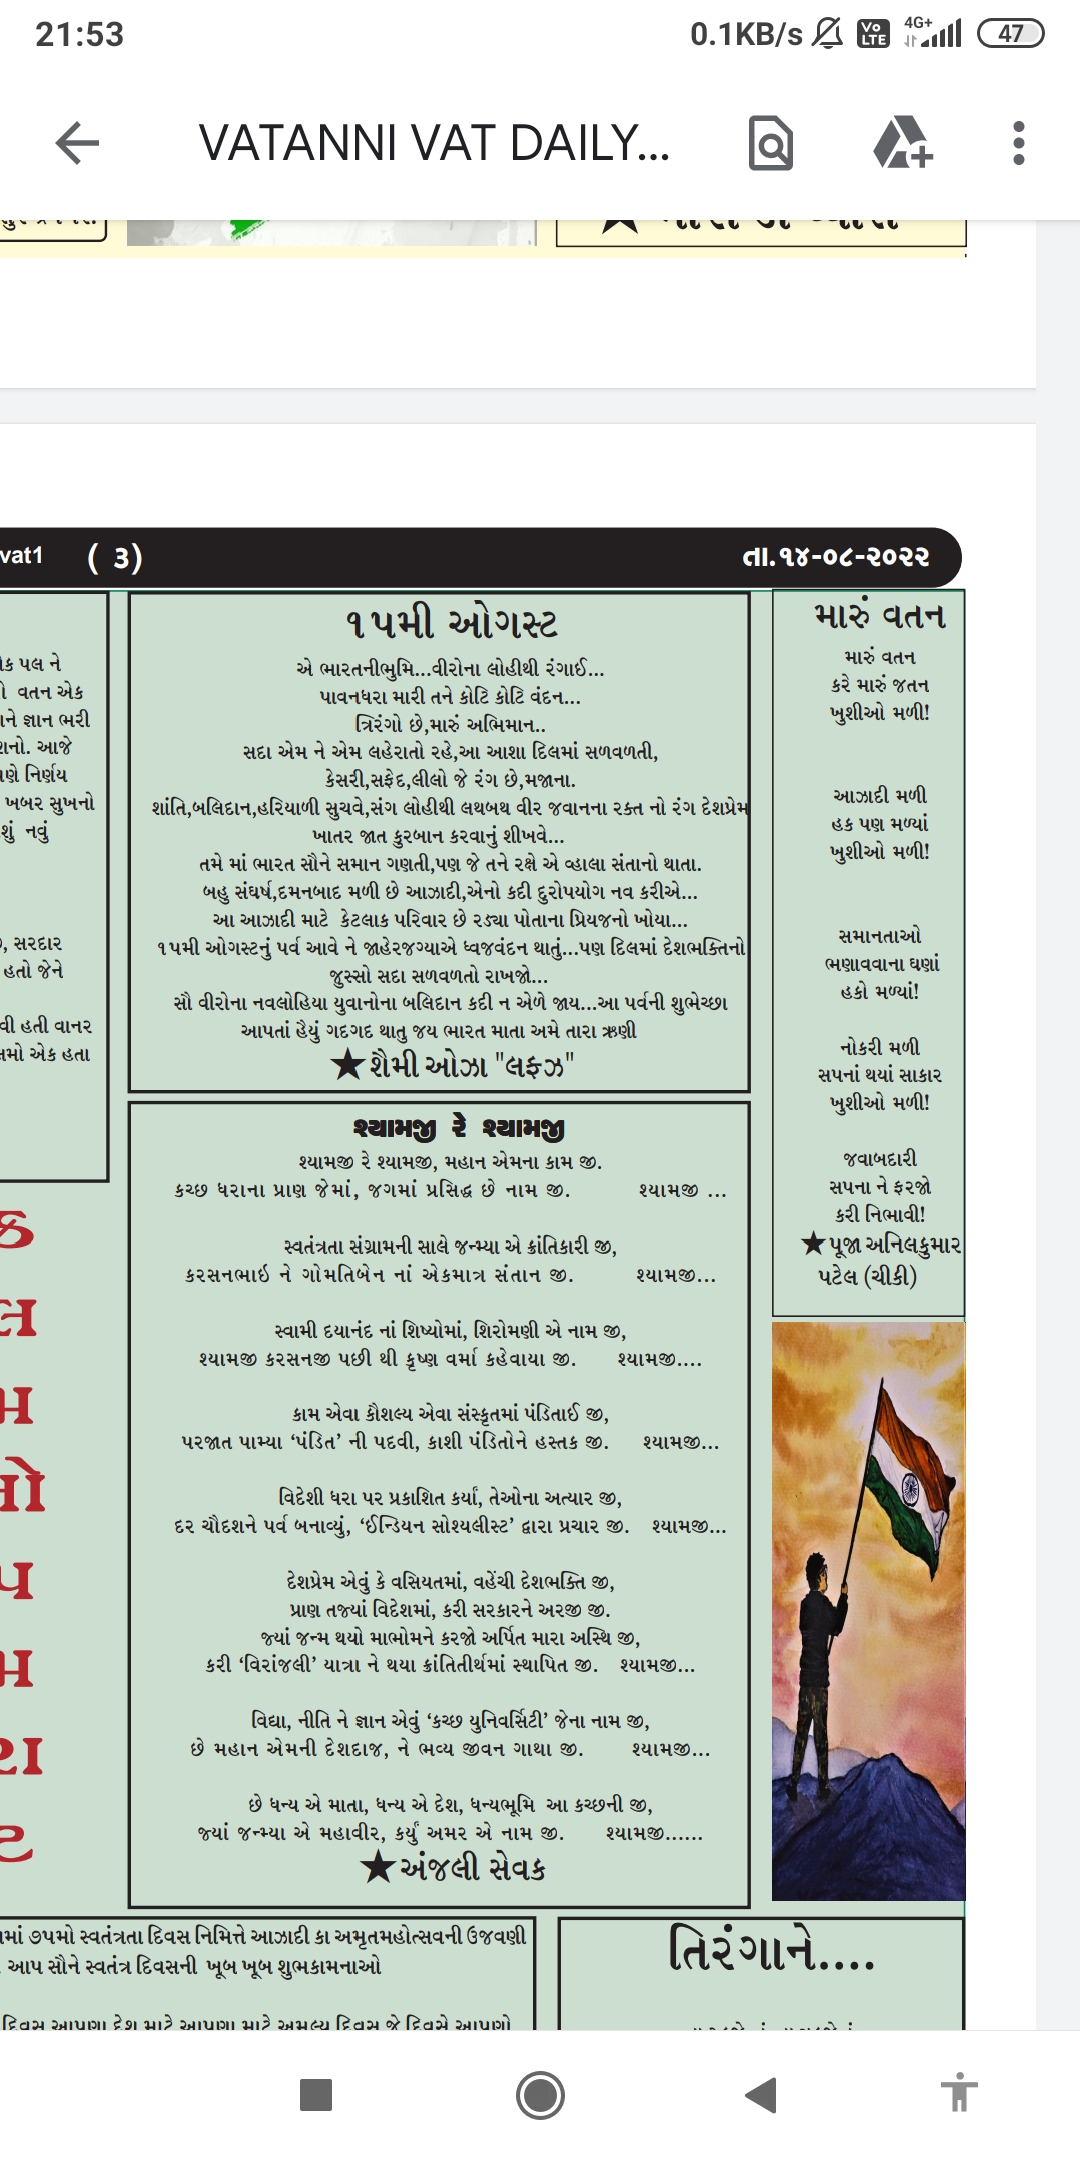 21:53
0.1KB/s
Vo LTE
4G+
47
VATANNI VAT DAILY...
vat1 ( ૩)
તા.૧૪-૦૮-૨૦૨૨
ક પલ ને
વતન એક
ને જ્ઞાન ભરી
શનો. આજે
ણે નિર્ણય
ખબર સુખનો
શું નવું
સરદાર
હતો જેને
વી હતી વાનર
ામો એક હતા
૧૫મી ઓગસ્ટ
એ ભારતનીભુમિ...વીરોના લોહીથી રંગાઈ...
પાવનધરા મારી તને કોટિ કોટિ વંદન...
ત્રિરંગો છે,મારું અભિમાન..
સદા એમ ને એમ લહેરાતો રહે,આ આશા દિલમાં સળવળતી,
કેસરી,સફેદ,લીલો જે રંગ છે,મજાના.
શાંતિ,બલિદાન,હરિયાળી સુચવે,સંગ લોહીથી લથબથ વીર જવાનના રક્ત નો રંગ દેશપ્રેમ
ખાતર જાત કુરબાન કરવાનું શીખવે...
તમે માં ભારત સૌને સમાન ગણતી,પણ જે તને રક્ષે એ વ્હાલા સંતાનો થાતા.
બહુ સંઘર્ષ,દમનબાદ મળી છે આઝાદી,એનો કદી દુરોપયોગ નવ કરીએ...
આ આઝાદી માટે કેટલાક પરિવાર છે રડ્યા પોતાના પ્રિયજનો ખોયા...
૧૫મી ઓગસ્ટનું પર્વ આવે ને જાહેરજગ્યાએ ધ્વજવંદન થાતું...પણ દિલમાં દેશભક્તિનો
જુસ્સો સદા સળવળતો રાખજો...
સૌ વીરોના નવલોહિયા યુવાનોના બલિદાન કદી ન એળે જાય...આ પર્વની શુભેચ્છા
આપતાં હૈયું ગદગદ થાતુ જય ભારત માતા અમે તારા ઋણી
★શૈમી ઓઝા "લફઝ"
શ્યામજી રે શ્યામજી
શ્યામજી રે શ્યામજી, મહાન એમના કામ જી.
કચ્છ ધરાના પ્રાણ જેમાં, જગમાં પ્રસિદ્ધ છે નામ જી. શ્યામજી ...
સ્વતંત્રતા સંગ્રામની સાલે જન્મ્યા એ ક્રાંતિકારી જી,
કરસનભાઇ ને ગોમતિબેન નાં એકમાત્ર સંતાન જી. શ્યામજી...
સ્વામી દયાનંદ નાં શિષ્યોમાં, શિરોમણી એ નામ જી,
શ્યામજી કરસનજી પછી થી કૃષ્ણ વર્મા કહેવાયા જી. શ્યામજી....
કામ એવા કૌશલ્ય એવા સંસ્કૃતમાં પંડિતાઈ જી,
પરજાત પામ્યા ‘પંડિત’ ની પદવી, કાશી પંડિતોને હસ્તક જી. શ્યામજી...
વિદેશી ધરા પર પ્રકાશિત કર્યાં, તેઓના અત્યાર જી,
દર ચૌદશને પર્વ બનાવ્યું, ‘ઈન્ડિયન સોશ્યલીસ્ટ’ દ્વારા પ્રચાર જી. શ્યામજી...
દેશપ્રેમ એવું કે વસિયતમાં, વહેંચી દેશભક્તિ જી,
પ્રાણ તજ્યાં વિદેશમાં, કરી સરકારને અરજી જી.
જ્યાં જન્મ થયો માભોમને કરજો અર્પિત મારા અસ્થિ જી,
કરી ‘વિરાંજલી’ યાત્રા ને થયા ક્રાંતિતીર્થમાં સ્થાપિત જી. શ્યામજી...
વિદ્યા, નીતિ ને જ્ઞાન એવું ‘કચ્છ યુનિવર્સિટી’ જેના નામ જી,
છે મહાન એમની દેશદાજ, ને ભવ્ય જીવન ગાથા જી. શ્યામજી...
છે ધન્ય એ માતા, ધન્ય એ દેશ, ધન્યભૂમિ આ કચ્છની જી,
જ્યાં જન્મ્યા એ મહાવીર, કર્યું અમર એ નામ જી. શ્યામજી......
★અંજલી સેવક
મારું વતન
મારું વતન
કરે મારું જતન
ખુશીઓ મળી!
આઝાદી મળી
હક પણ મળ્યાં
ખુશીઓ મળી!
સમાનતાઓ
ભણાવવાના ઘણાં
હકો મળ્યાં!
નોકરી મળી
સપનાં થયાં સાકાર
ખુશીઓ મળી!
જવાબદારી
સપના ને ફરજો
કરી નિભાવી!
★પૂજા અનિલકુમાર
પટેલ (ચીકી)
માં ૭૫મો સ્વતંત્રતા દિવસ નિમિત્તે આઝાદી કા અમૃતમહોત્સવની ઉજવણી
આપ સૌને સ્વતંત્ર દિવસની ખૂબ ખૂબ શુભકામનાઓ
દિવસ આપણા દેશ માટે આપણા માટે અમુલ્ય દિવસ જે દિવસે આપણો
તિરંગાને....